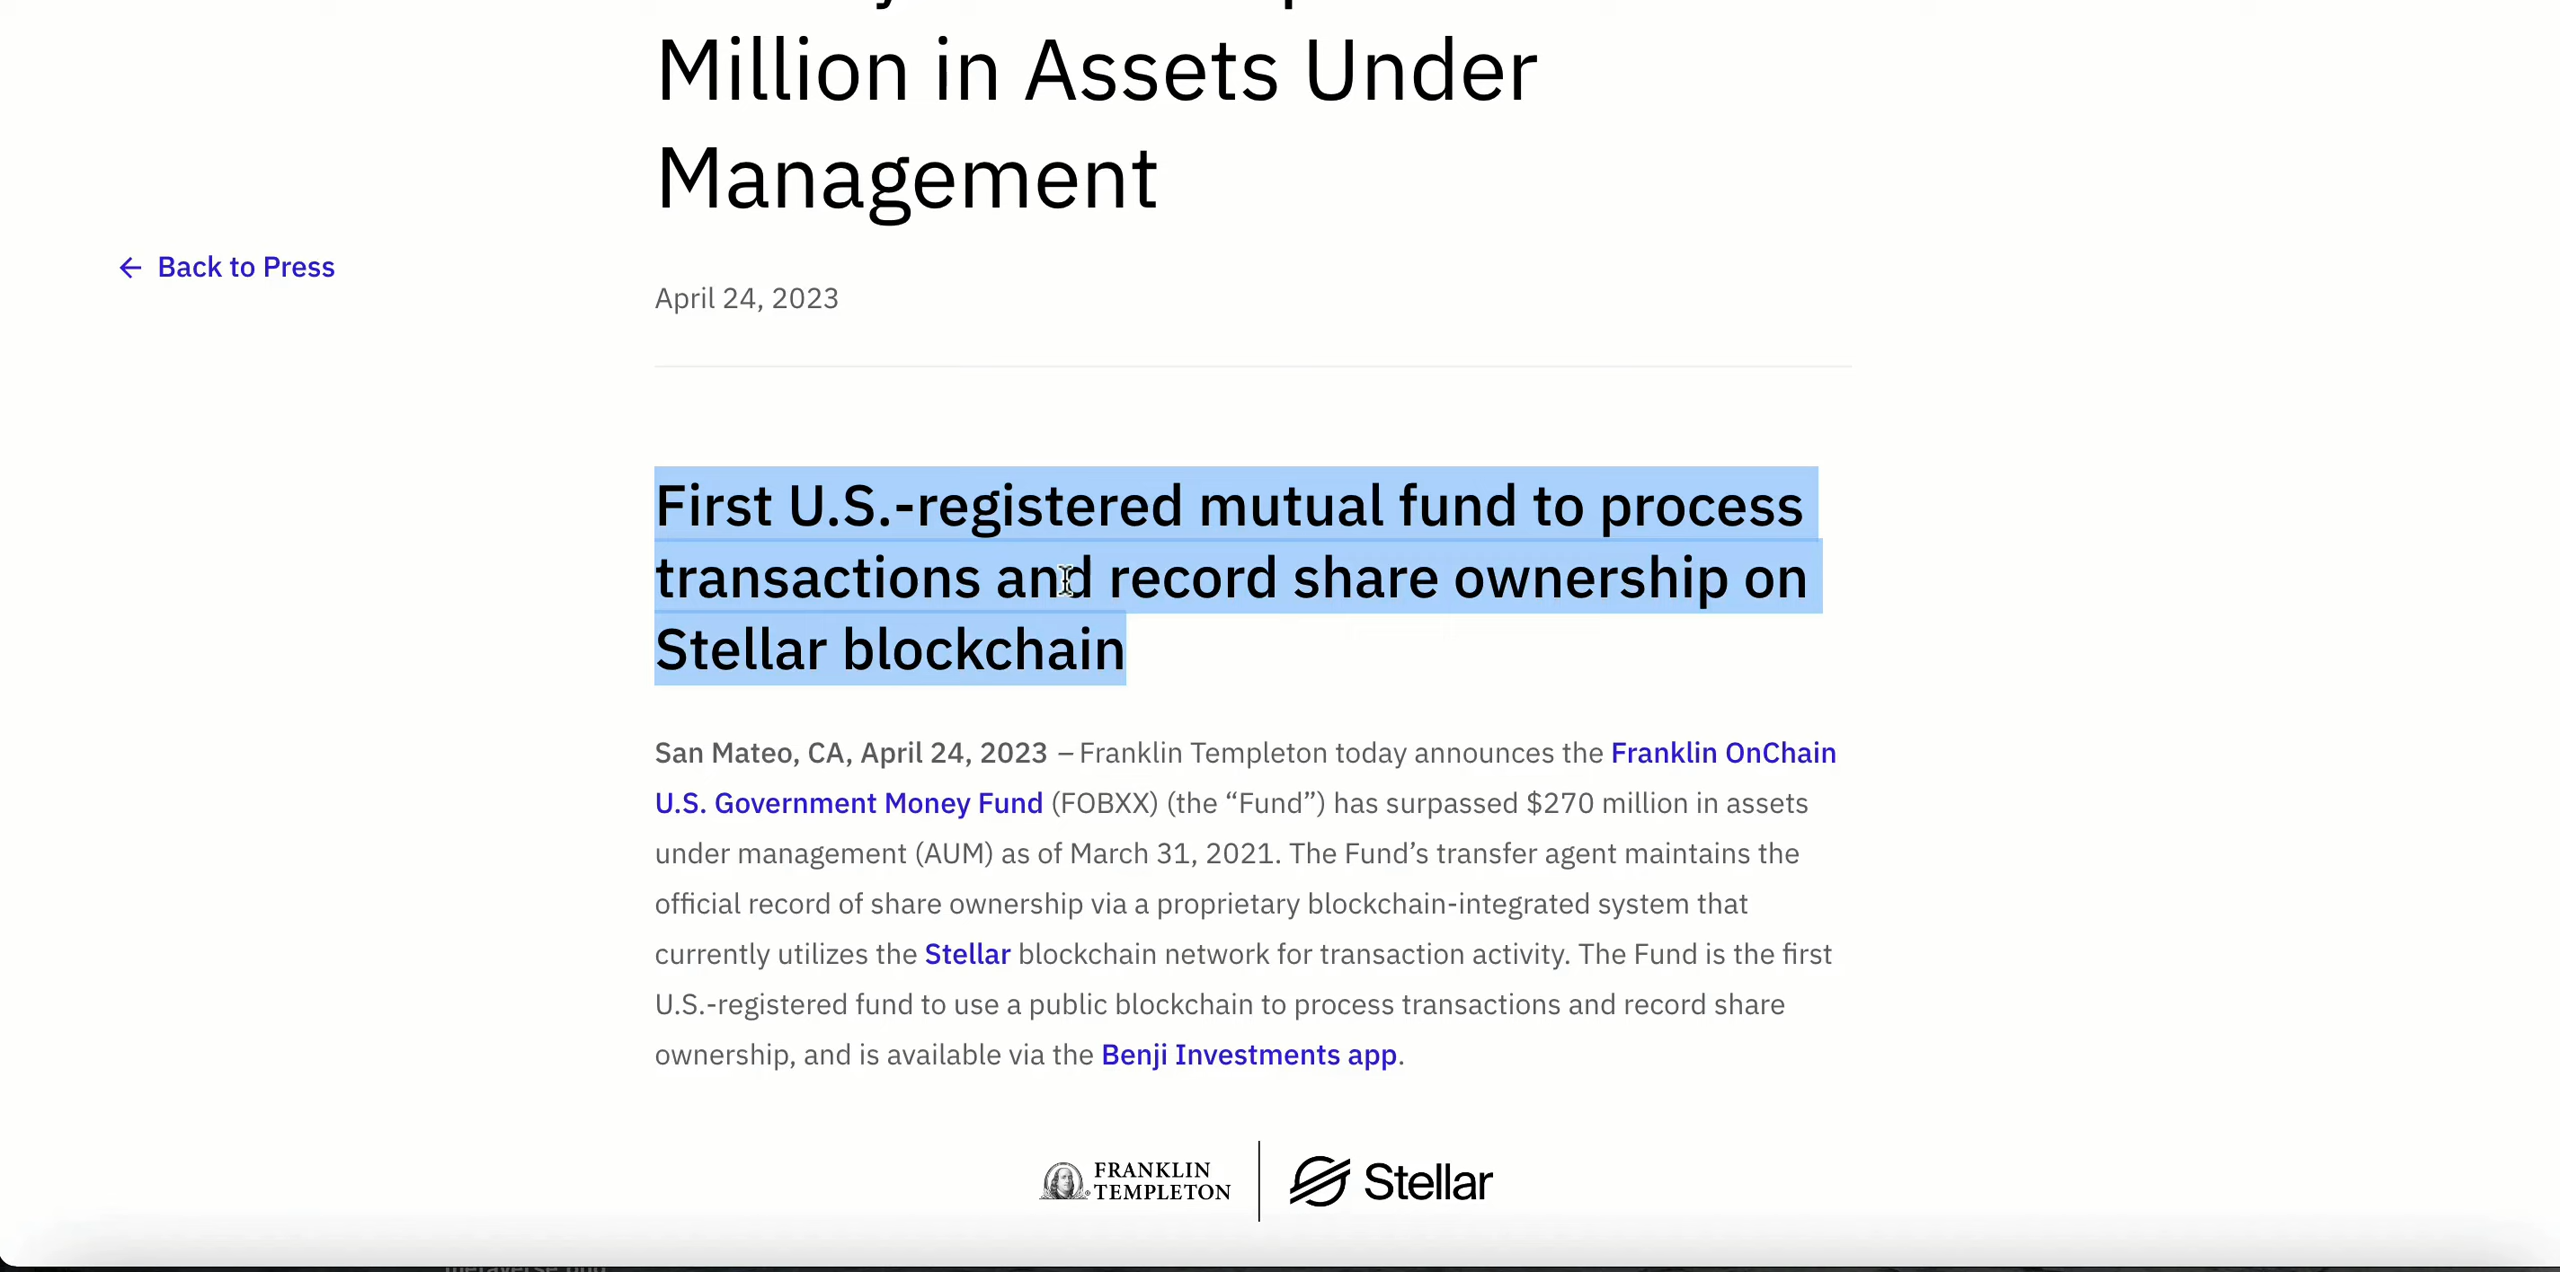 Million in Assets Under
Management
← Back to Press
April 24, 2023
First U.S.-registered mutual fund to process
transactions and record share ownership on
Stellar blockchain
San Mateo, CA, April 24, 2023 – Franklin Templeton today announces the Franklin OnChain
U.S. Government Money Fund (FOBXX) (the “Fund”) has surpassed $270 million in assets
under management (AUM) as of March 31, 2021. The Fund’s transfer agent maintains the
official record of share ownership via a proprietary blockchain-integrated system that
currently utilizes the Stellar blockchain network for transaction activity. The Fund is the first
U.S.-registered fund to use a public blockchain to process transactions and record share
ownership, and is available via the Benji Investments app.
FRANKLIN
TEMPLETON
Stellar